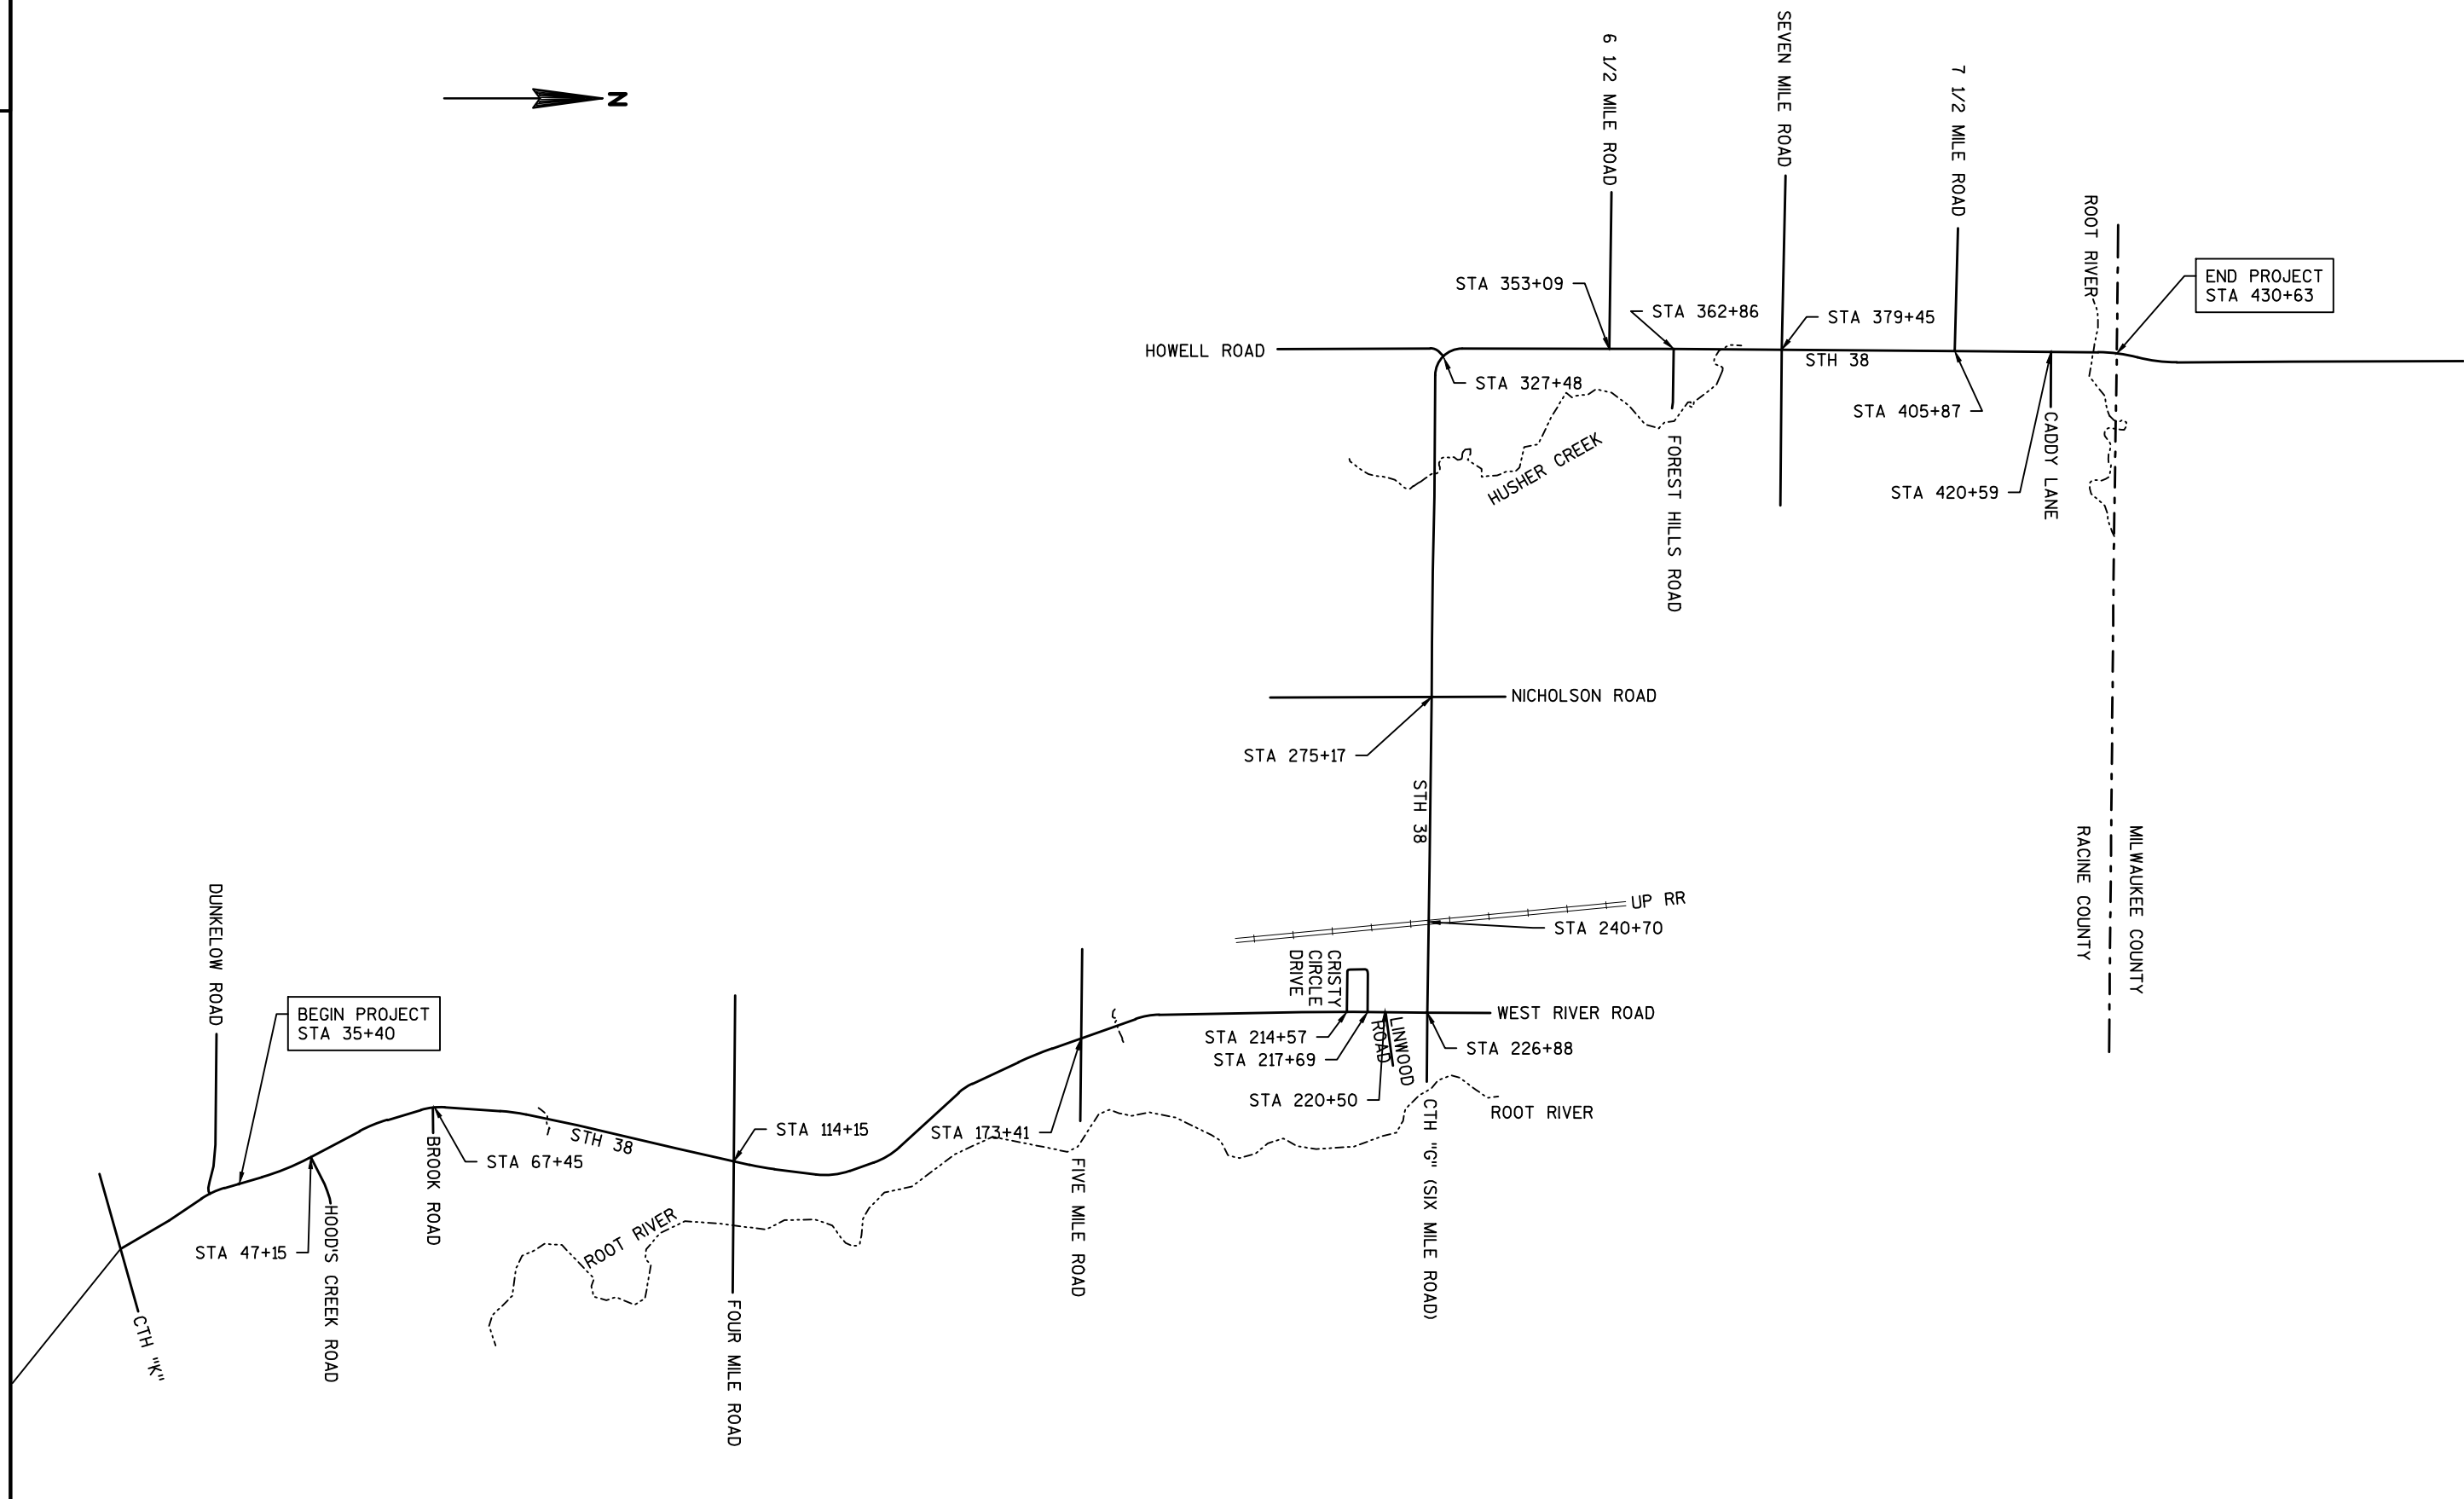 SEVEN MILE ROAD
6 1/2 MILE ROAD
7 1/2 MILE ROAD
N
ROOT RIVER
END PROJECT
STA 430+63
STA 353+09
STA 362+86
STA 379+45
HOWELL ROAD
STH 38
STA 327+48
STA 405+87
CADDY LANE
HUSHER CREEK
FOREST HILLS ROAD
STA 420+59
NICHOLSON ROAD
STA 275+17
STH 38
MILWAUKEE COUNTY
RACINE COUNTY
UP RR
STA 240+70
DUNKELOW ROAD
CRISTY
CIRCLE
DRIVE
BEGIN PROJECT
STA 35+40
WEST RIVER ROAD
LINWOOD
ROAD
STA 214+57
STA 217+69
STA 226+88
STA 220+50
ROOT RIVER
CTH "G" (SIX MILE ROAD)
STA 114+15
STA 173+41
STH 38
BROOK ROAD
STA 67+45
FIVE MILE ROAD
HOOD'S CREEK ROAD
ROOT RIVER
STA 47+15
FOUR MILE ROAD
CTH "K"